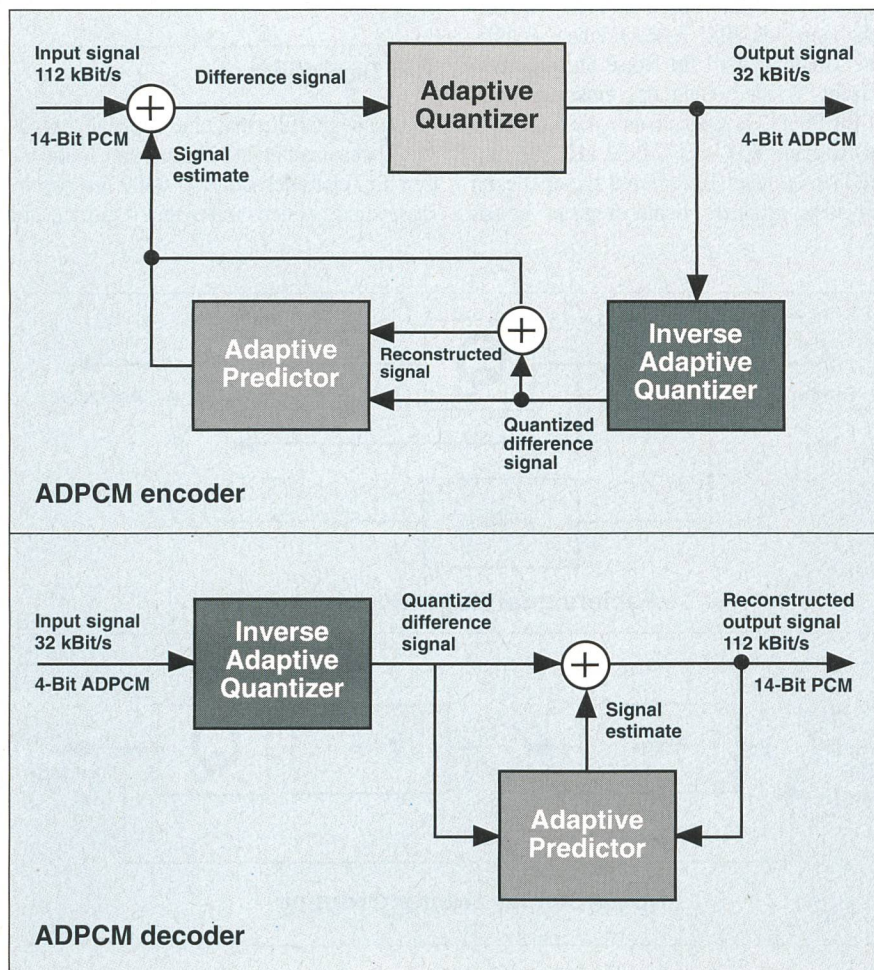 Input signal
112 kBit/s
14-Bit PCM
Difference signal
Signal
estimate
Adaptive
Quantizer
Output signal
32 kBit/s
4-Bit ADPCM
Adaptive
Predictor
Reconstructed
signal
Quantized
difference
signal
Inverse
Adaptive
Quantizer
ADPCM encoder
Input signal
32 kBit/s
4-Bit ADPCM
Inverse
Adaptive
Quantizer
Quantized
difference
signal
Signal
estimate
Reconstructed
output signal
112 kBit/s
14-Bit PCM
Adaptive
Predictor
ADPCM decoder